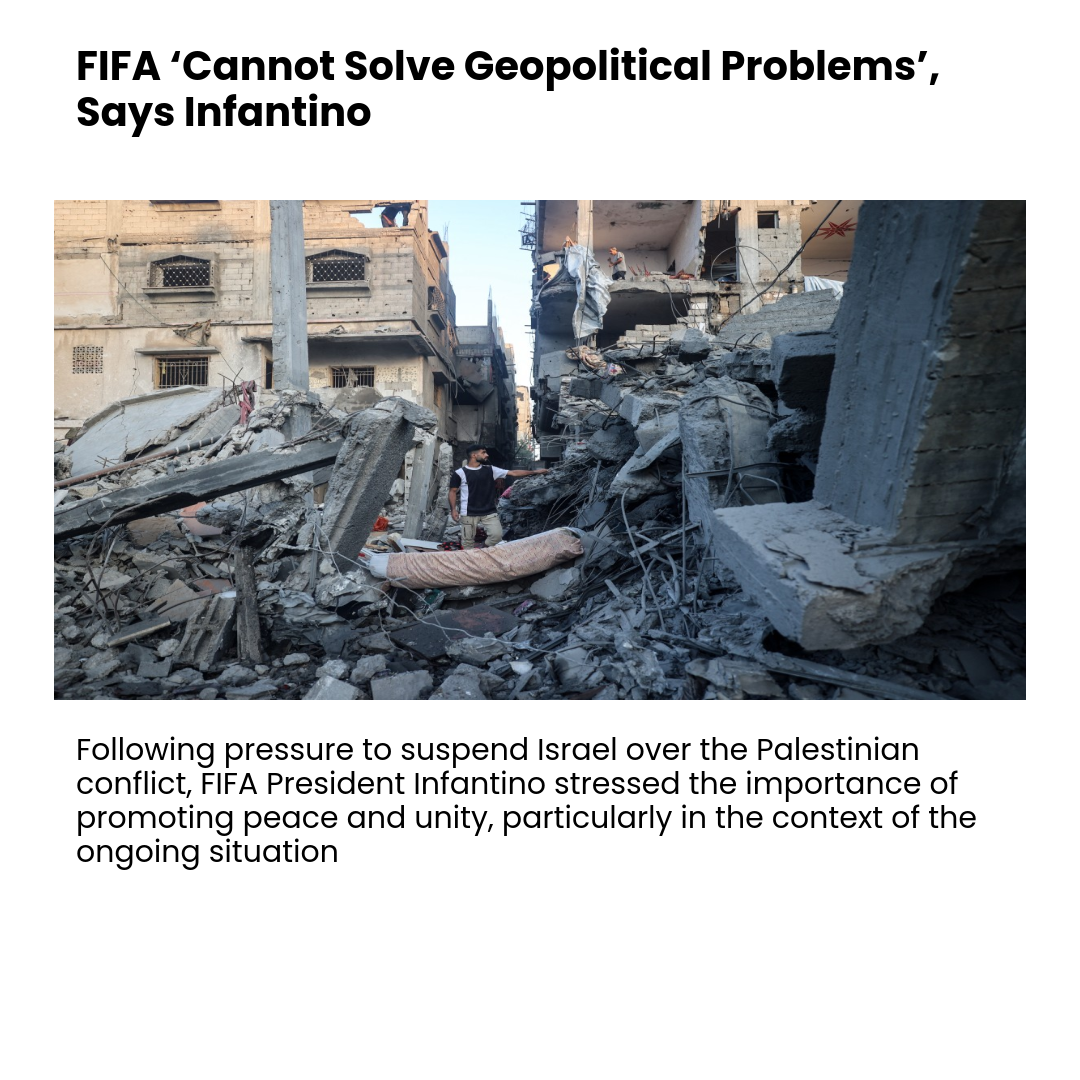 FIFA ‘Cannot Solve Geopolitical Problems’,
Says Infantino
Following pressure to suspend Israel over the Palestinian
conflict, FIFA President Infantino stressed the importance of
promoting peace and unity, particularly in the context of the
ongoing situation